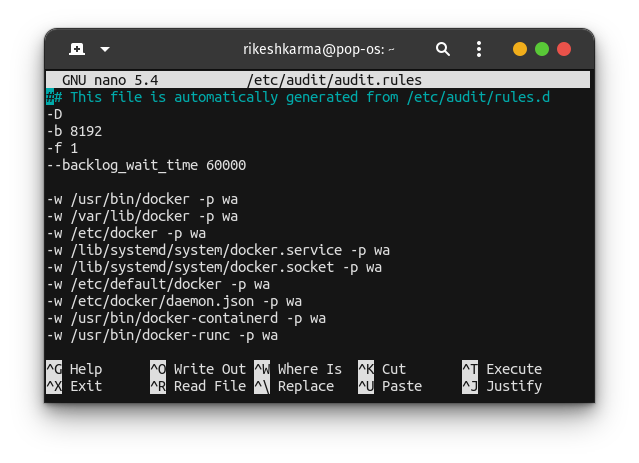 rikeshkarma@pop-os: ~
GNU nano 5.4 /etc/audit/audit.rules
## This file is automatically generated from /etc/audit/rules.d
-D
-b 8192
-f 1
--backlog_wait_time 60000
-w /usr/bin/docker -p wa
-w /var/lib/docker -p wa
-w /etc/docker -p wa
-w /lib/systemd/system/docker.service -p wa
-w /lib/systemd/system/docker.socket -p wa
-w /etc/default/docker -p wa
-w /etc/docker/daemon.json -p wa
-w /usr/bin/docker-containerd -p wa
-w /usr/bin/docker-runc -p wa
^G Help ^O Write Out ^W Where Is ^K Cut ^T Execute
^X Exit ^R Read File ^\ Replace ^U Paste ^J Justify